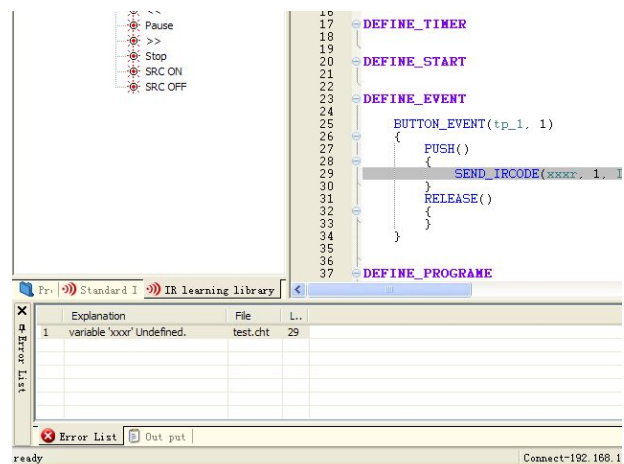 <<
Pause
>>
Stop
SRC ON
SRC OFF
Pr
Standard I
IR learning library
16
17 DEFINE_TIMER
18
19
20 DEFINE_START
21
22
23 DEFINE_EVENT
24
25 BUTTON_EVENT(tp_1, 1)
26 {
27 PUSH()
28 {
29 SEND_IRCODE(xxxr, 1, I
30 }
31 RELEASE()
32 {
33 }
34 }
35
36
37 DEFINE_PROGRAME
Error List
Explanation File L..
1 variable 'xxxr' Undefined. test.cht 29
Error List Out put
ready Connect-192.168.1